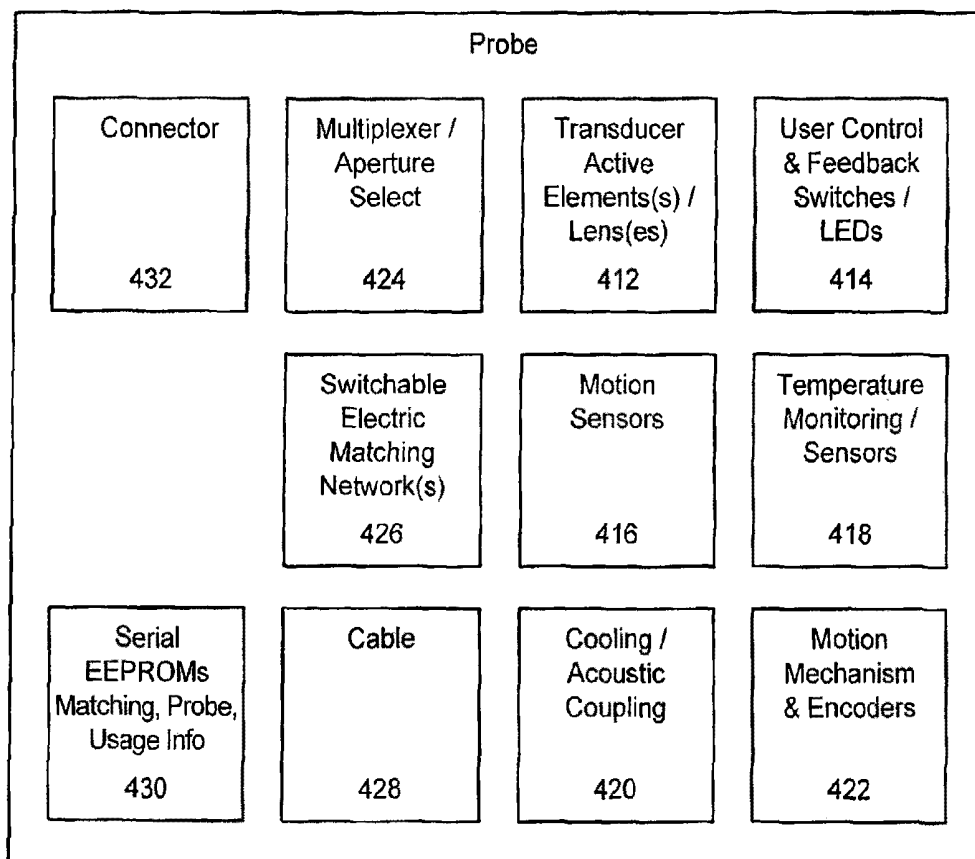 Probe
Connector
432
Multiplexer /
Aperture
Select
424
Transducer
Active
Elements(s) /
Lens(es)
412
User Control
& Feedback
Switches /
LEDs
414
Switchable
Electric
Matching
Network(s)
426
Motion
Sensors
416
Temperature
Monitoring /
Sensors
418
Serial
EEPROMs
Matching, Probe,
Usage Info
430
Cable
428
Cooling /
Acoustic
Coupling
420
Motion
Mechanism
& Encoders
422